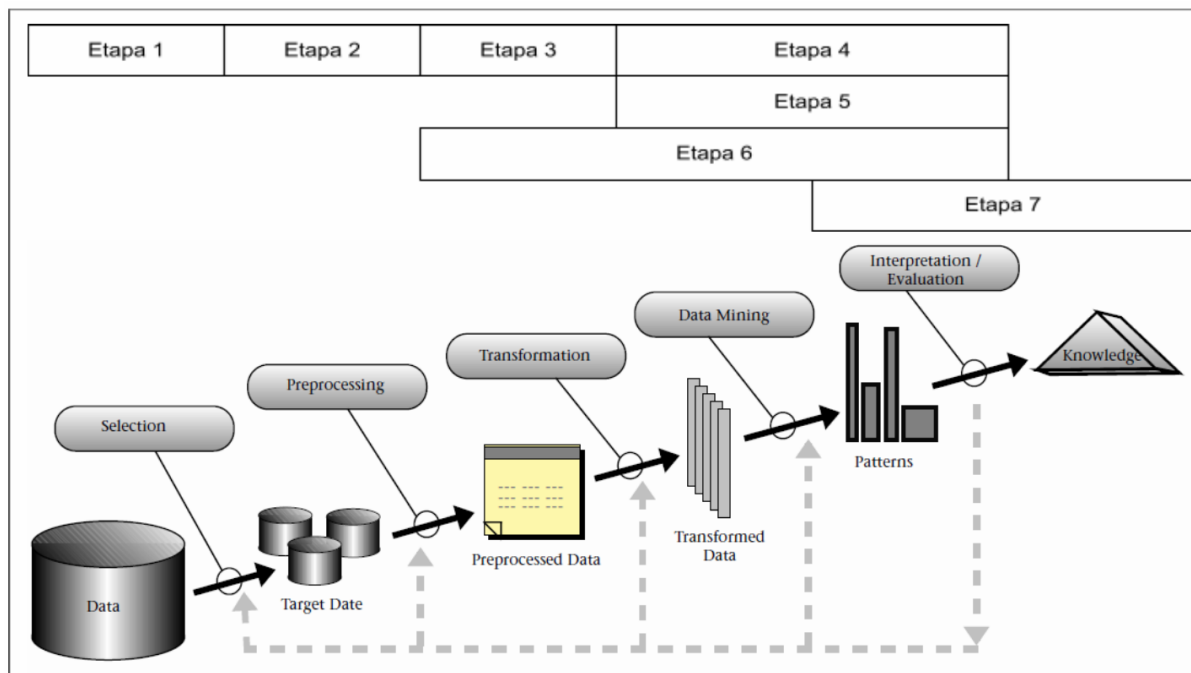 Etapa 1
Etapa 2
Etapa 3
Etapa 4
Etapa 5
Etapa 6
Etapa 7
Interpretation /
Evaluation
Data Mining
Transformation
Preprocessing
Selection
Knowledge
Patterns
Transformed
Data
Preprocessed Data
Target Date
Data